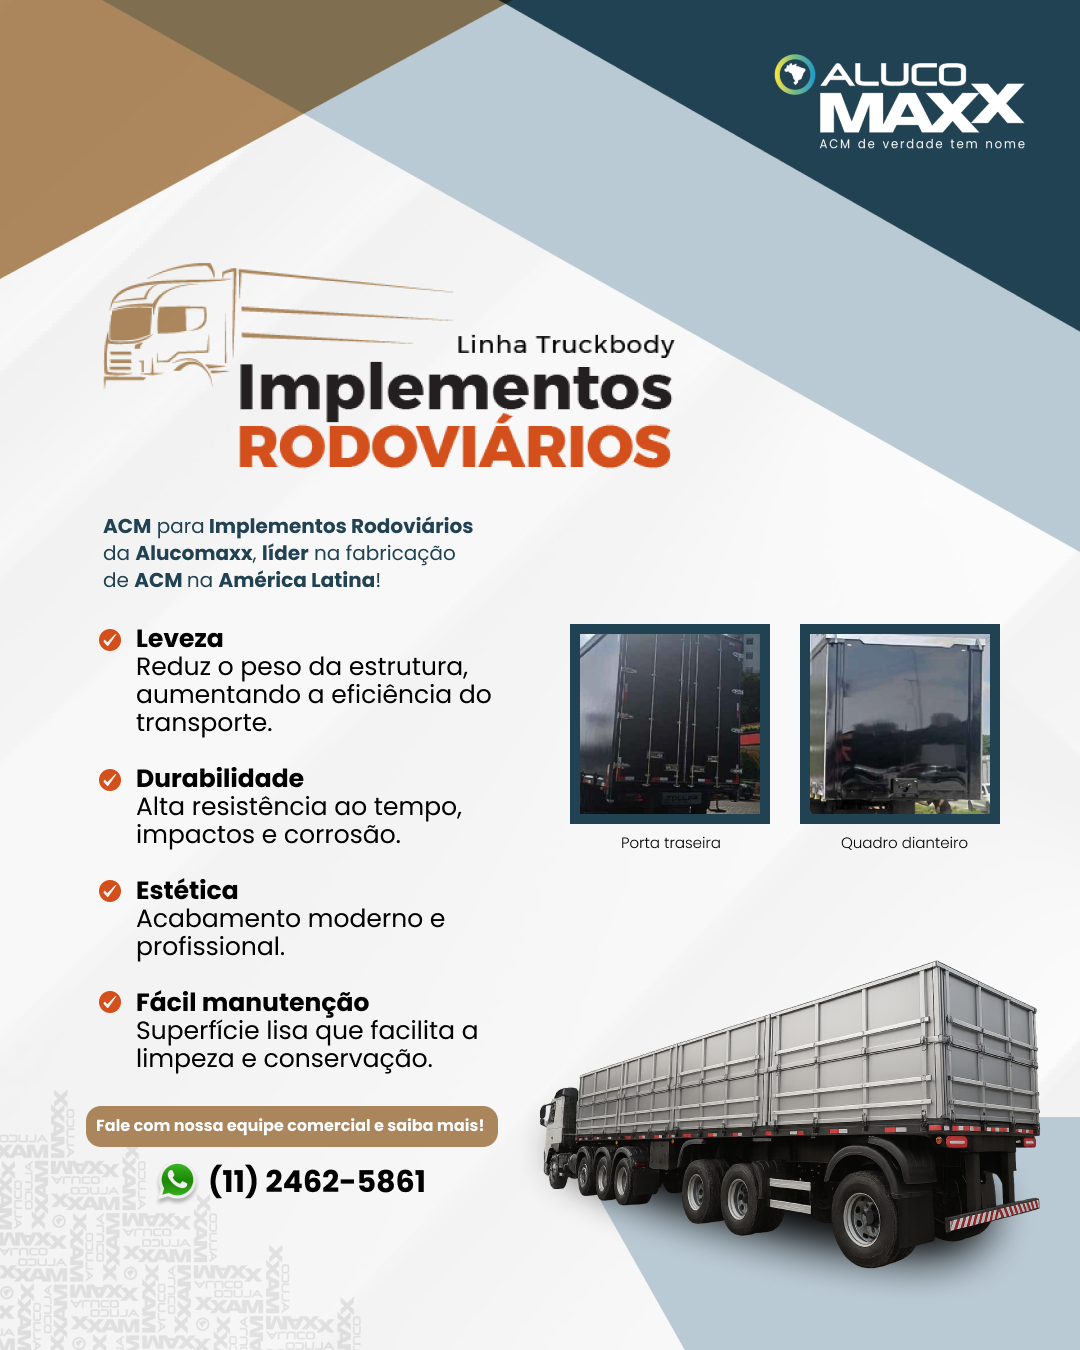 ALUCO
MAXX
ACM de verdade tem nome
Linha Truckbody
Implementos
RODOVIÁRIOS
ACM para Implementos Rodoviários
da Alucomaxx, líder na fabricação
de ACM na América Latina!
Leveza
Reduz o peso da estrutura,
aumentando a eficiência do
transporte.
Durabilidade
Alta resistência ao tempo,
impactos e corrosão.
Estética
Acabamento moderno e
profissional.
Fácil manutenção
Superfície lisa que facilita a
limpeza e conservação.
Porta traseira
Quadro dianteiro
Fale com nossa equipe comercial e saiba mais!
(11) 2462-5861